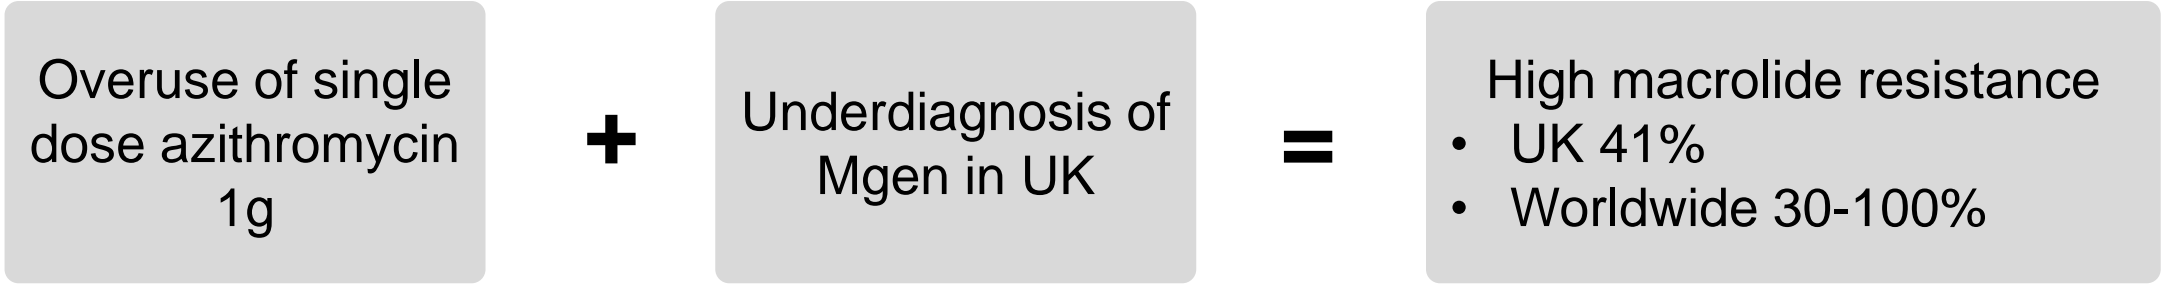 Overuse of single
dose azithromycin
1g
+
Underdiagnosis of
Mgen in UK
=
High macrolide resistance
• UK 41%
• Worldwide 30-100%